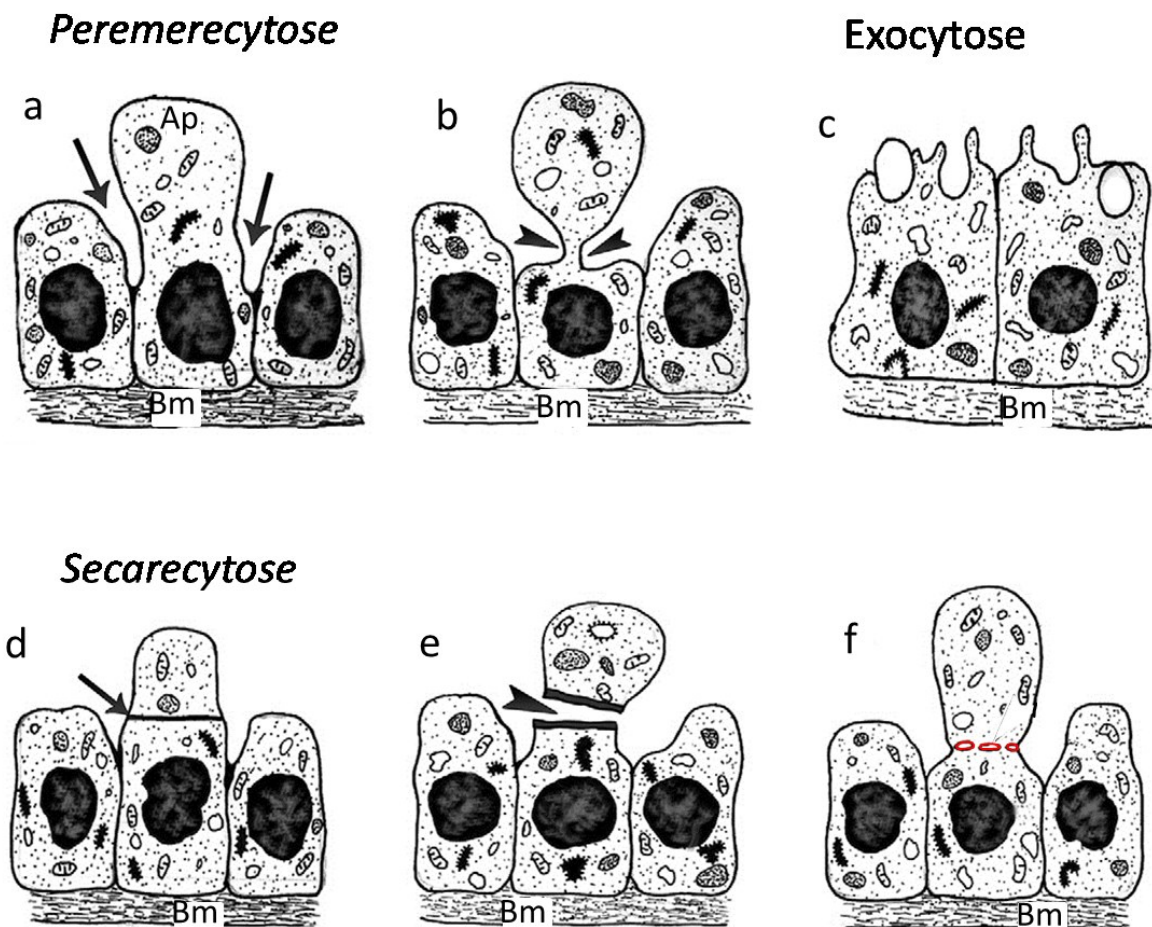 Peremerecytose
Exocytose
a
Ap
b
c
Bm
Bm
Bm
Secarecytose
d
e
f
Bm
Bm
Bm